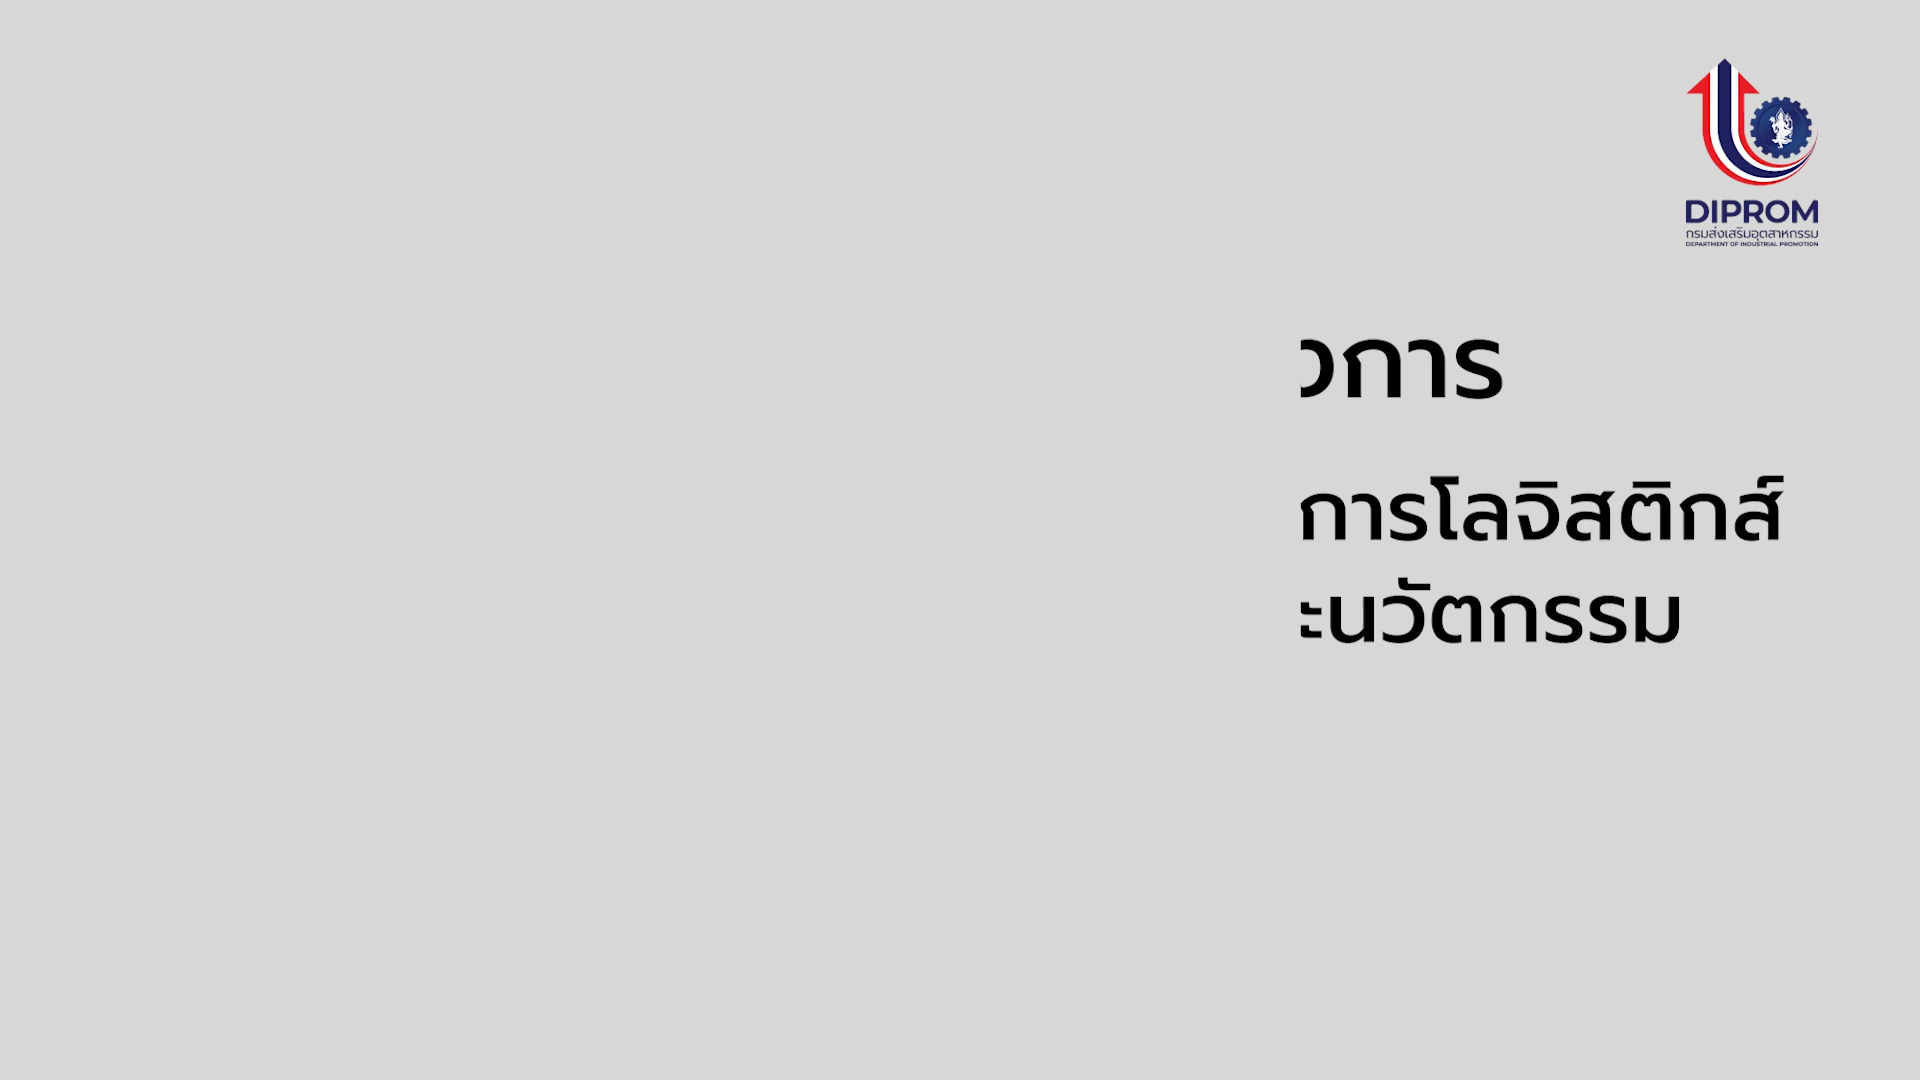 DIPROM
กรมส่งเสริมอุตสาหกรรม
DEPARTMENT OF INDUSTRIAL PROMOTION
การ
การโลจิสติกส์
ะนวัตกรรม